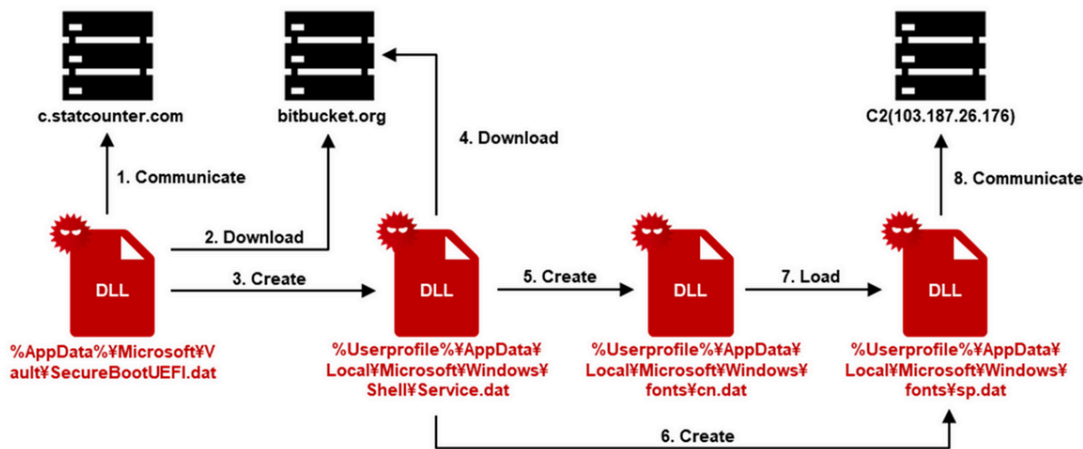 c.statcounter.com
bitbucket.org
C2(103.187.26.176)
4. Download
1. Communicate
8. Communicate
2. Download
3. Create
5. Create
7. Load
DLL
DLL
DLL
DLL
%AppData%¥Microsoft¥V
ault¥SecureBootUEFI.dat
%Userprofile%¥AppData¥
Local¥Microsoft¥Windows¥
Shell¥Service.dat
%Userprofile%¥AppData¥
Local¥Microsoft¥Windows¥
fonts¥cn.dat
%Userprofile%¥AppData¥
Local¥Microsoft¥Windows¥
fonts¥sp.dat
6. Create